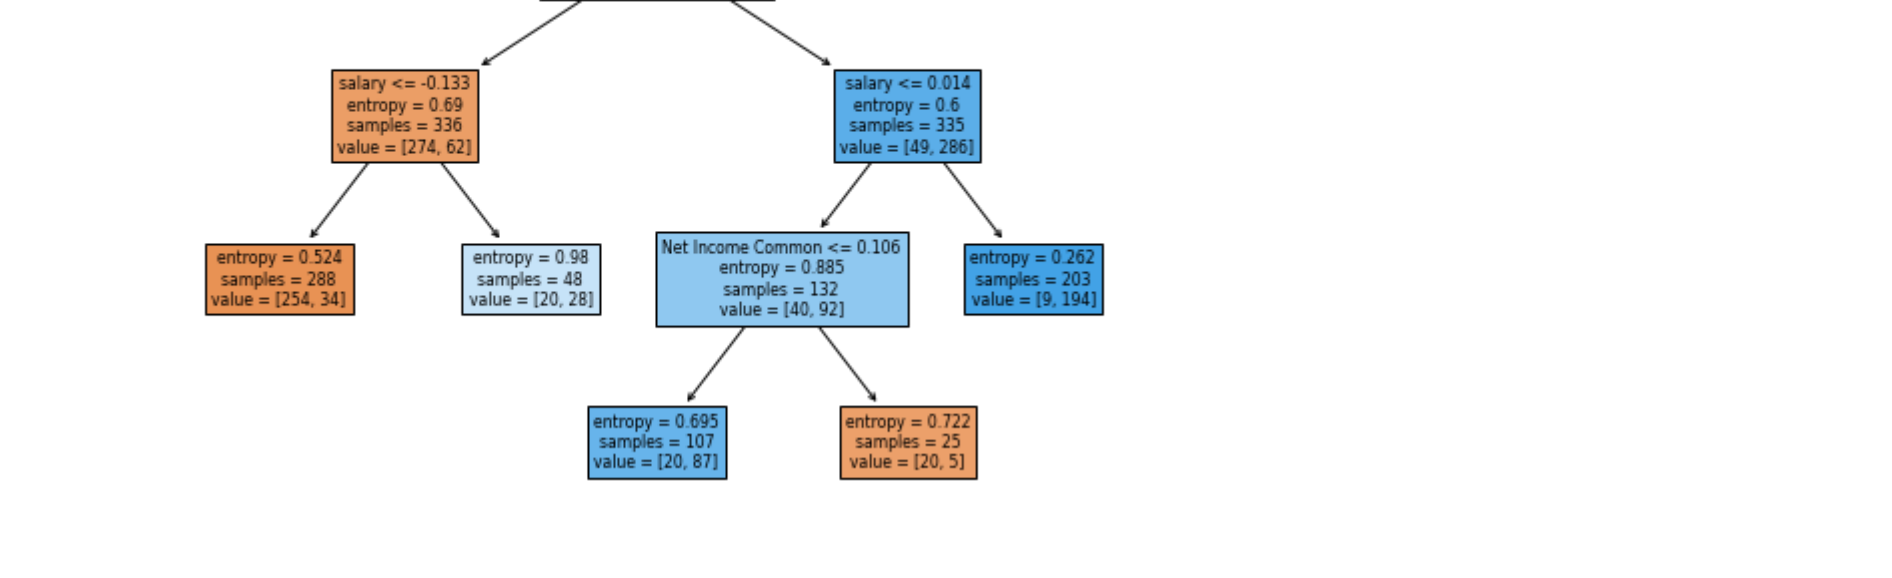 salary <= -0.133
entropy = 0.69
samples = 336
value = [274, 62]
salary <= 0.014
entropy = 0.6
samples = 335
value = [49, 286]
entropy = 0.524
samples = 288
value = [254, 34]
entropy = 0.98
samples = 48
value = [20, 28]
Net Income Common <= 0.106
entropy = 0.885
samples = 132
value = [40, 92]
entropy = 0.262
samples = 203
value = [9, 194]
entropy = 0.695
samples = 107
value = [20, 87]
entropy = 0.722
samples = 25
value = [20, 5]